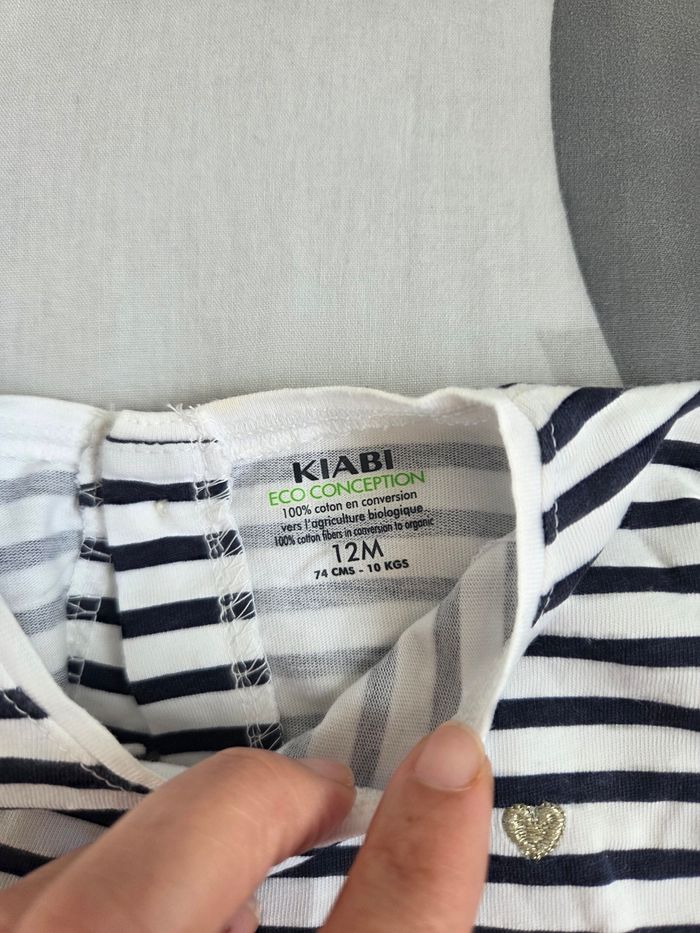 KIABI
ECO CONCEPTION
100% coton en conversion
vers l'agriculture biologique
100% cotton fibers in conversion to organic
12M
74 CMS - 10 KGS